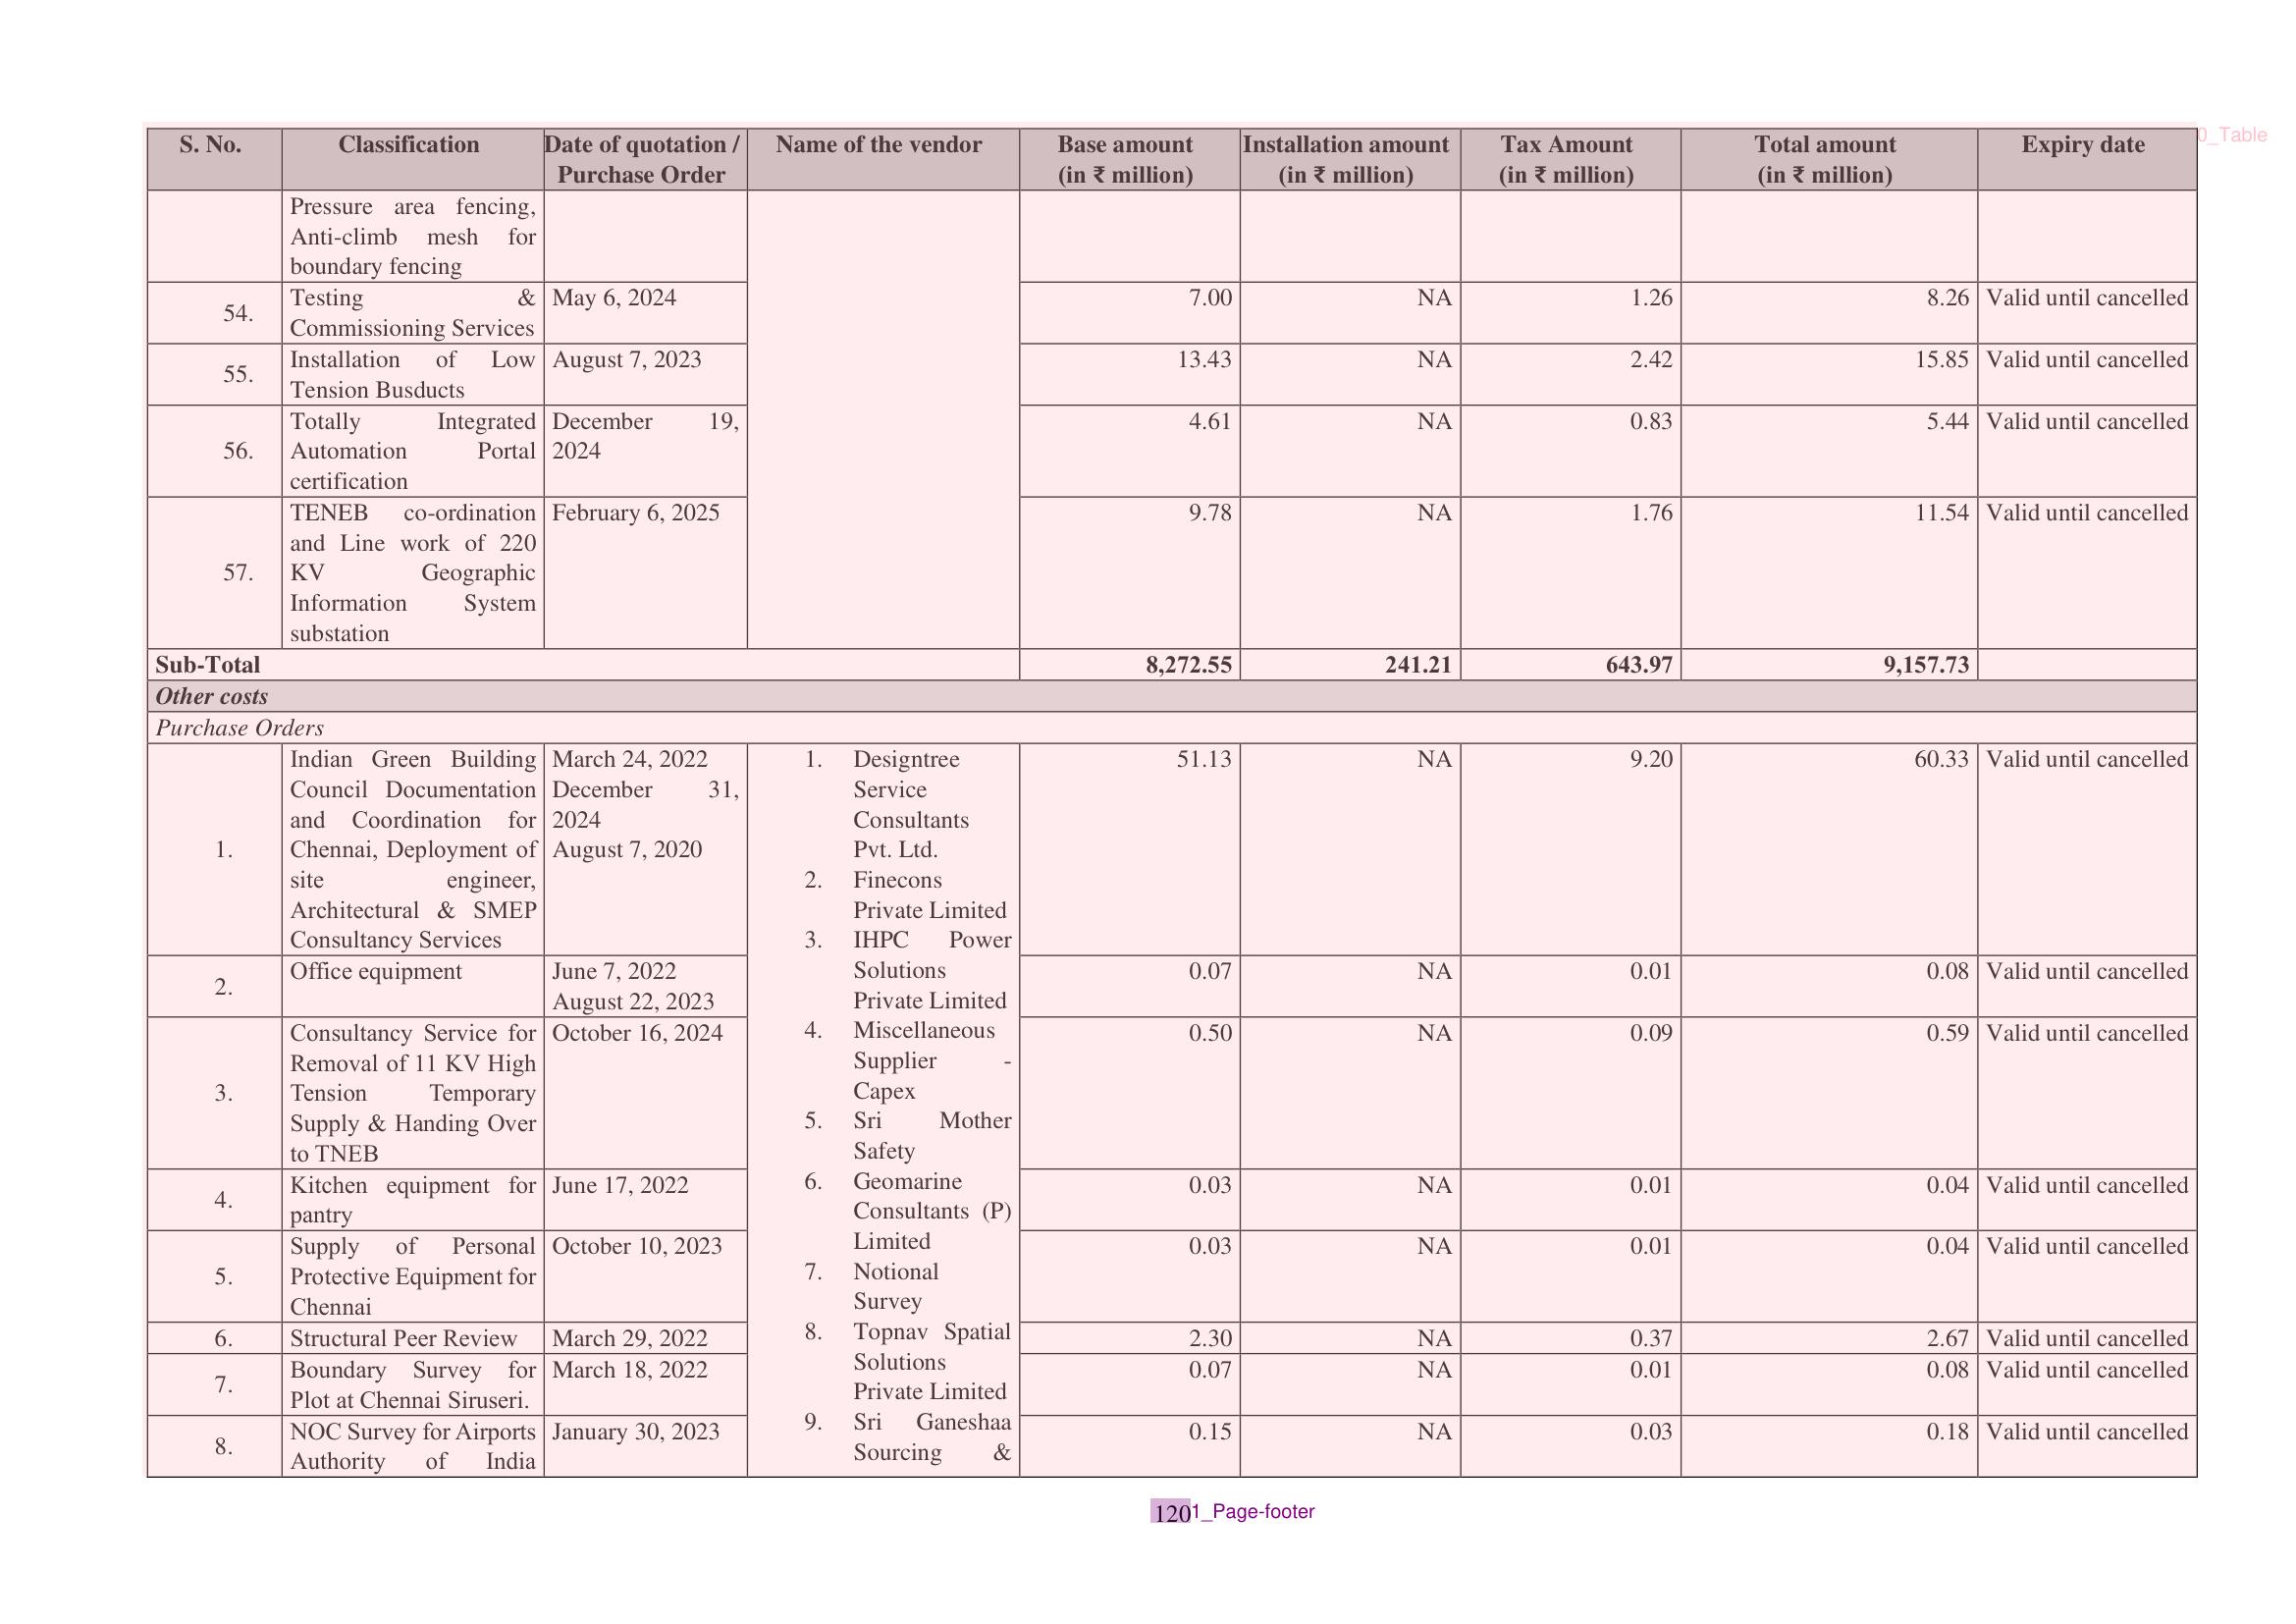 S. No. Classification Date of quotation / Name of the vendor Base amount Installation amount Tax Amount Total amount Expiry date
Purchase Order (in ₹ million) (in ₹ million) (in ₹ million) (in ₹ million)
0_Table
Pressure area fencing,
Anti-climb mesh for
boundary fencing
54. Testing & May 6, 2024 7.00 NA 1.26 8.26 Valid until cancelled
Commissioning Services
55. Installation of Low August 7, 2023 13.43 NA 2.42 15.85 Valid until cancelled
Tension Busducts
56. Totally Integrated December 19, 4.61 NA 0.83 5.44 Valid until cancelled
Automation Portal 2024
certification
57. TENEB co-ordination February 6, 2025 9.78 NA 1.76 11.54 Valid until cancelled
and Line work of 220
KV Geographic
Information System
substation
Sub-Total 8,272.55 241.21 643.97 9,157.73
Other costs
Purchase Orders
1. Indian Green Building March 24, 2022 1. Designtree 51.13 NA 9.20 60.33 Valid until cancelled
Council Documentation December 31, Service
and Coordination for 2024 Consultants
Chennai, Deployment of August 7, 2020 Pvt. Ltd.
site engineer, 2. Finecons
Architectural & SMEP Private Limited
Consultancy Services 3. IHPC Power
2. Office equipment June 7, 2022 Solutions 0.07 NA 0.01 0.08 Valid until cancelled
August 22, 2023 Private Limited
3. Consultancy Service for October 16, 2024 4. Miscellaneous 0.50 NA 0.09 0.59 Valid until cancelled
Removal of 11 KV High Supplier -
Tension Temporary Capex
Supply & Handing Over 5. Sri Mother
to TNEB Safety
4. Kitchen equipment for June 17, 2022 6. Geomarine 0.03 NA 0.01 0.04 Valid until cancelled
pantry Consultants (P)
5. Supply of Personal October 10, 2023 Limited 0.03 NA 0.01 0.04 Valid until cancelled
Protective Equipment for 7. Notional
Chennai Survey
6. Structural Peer Review March 29, 2022 8. Topnav Spatial 2.30 NA 0.37 2.67 Valid until cancelled
7. Boundary Survey for March 18, 2022 Solutions 0.07 NA 0.01 0.08 Valid until cancelled
Plot at Chennai Siruseri. Private Limited
8. NOC Survey for Airports January 30, 2023 9. Sri Ganeshaa 0.15 NA 0.03 0.18 Valid until cancelled
Authority of India Sourcing &
120
1_Page-footer